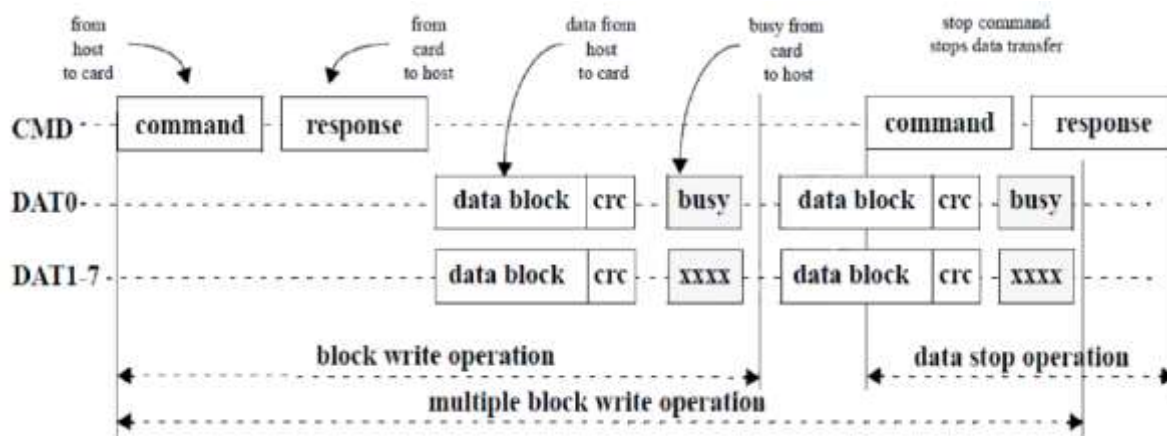 from
host
to card
from
card
to host
data from
host
to card
busy from
card
to host
stop command
stops data transfer
CMD command response command response
DAT0 data block crc busy data block crc busy
DAT1-7 data block crc xxxx data block crc xxxx
block write operation data stop operation
multiple block write operation